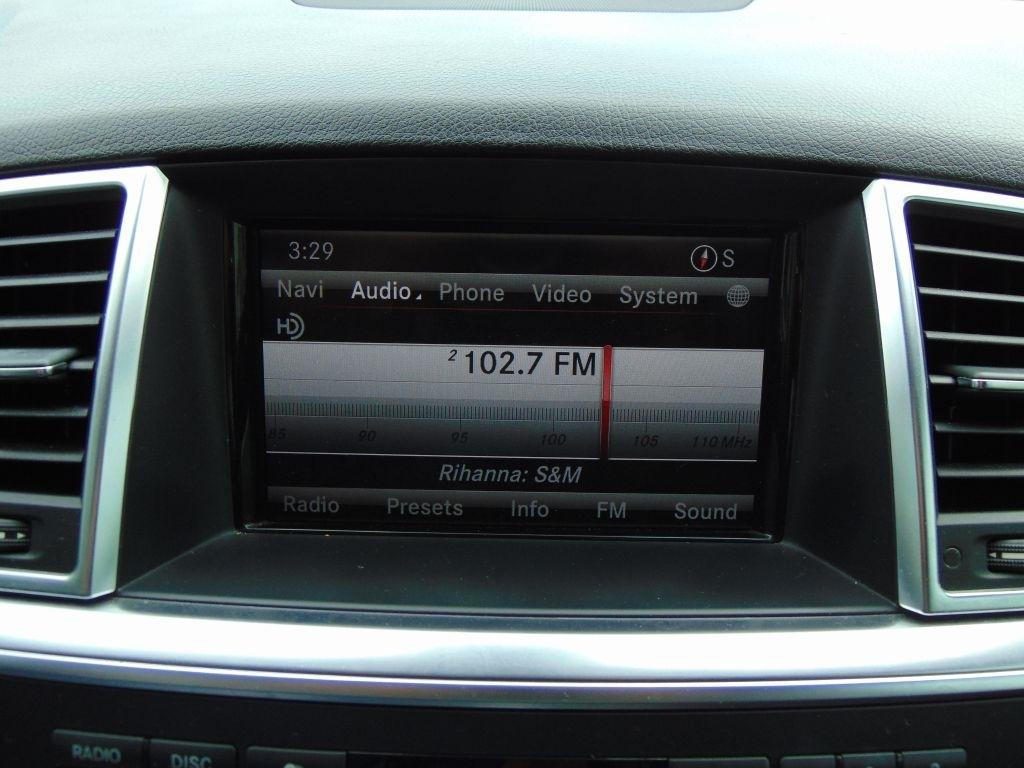 3:29 S
Navi Audio Phone Video System
HD
2 102.7 FM
85 90 95 100 105 110 MHz
Rihanna: S&M
Radio Presets Info FM Sound
RADIO DISC